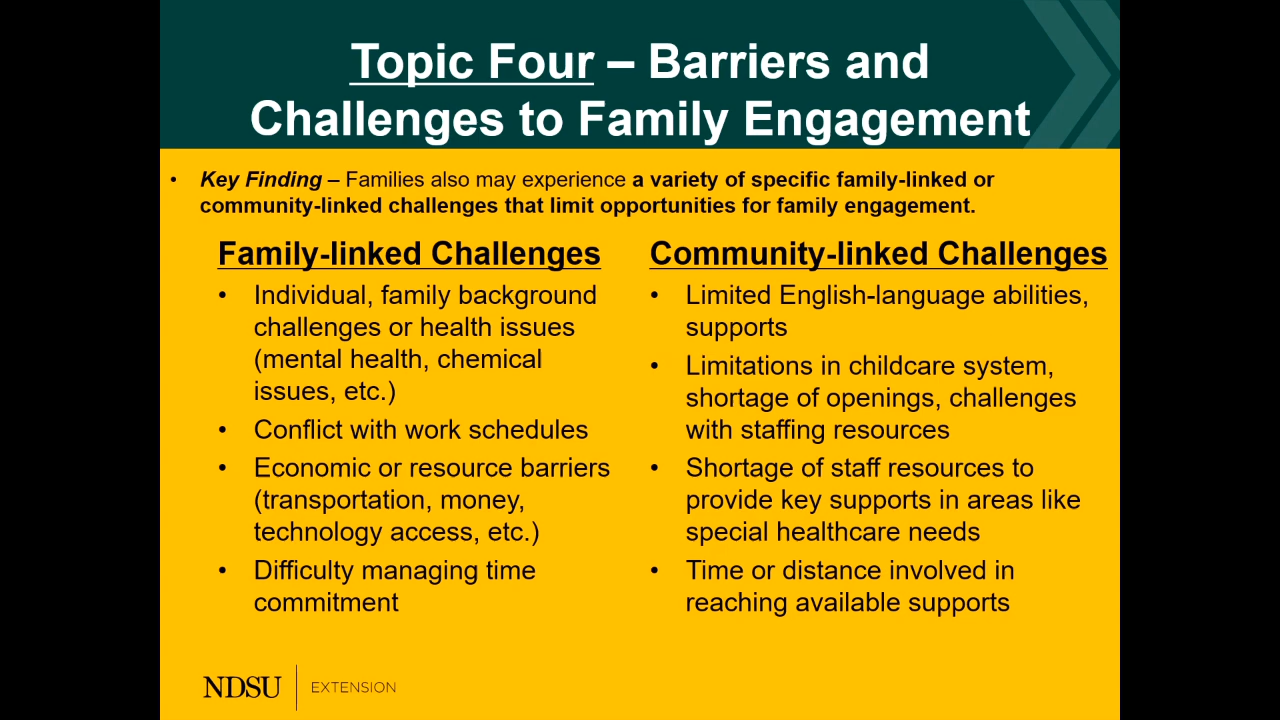 Topic Four – Barriers and
Challenges to Family Engagement
• Key Finding – Families also may experience a variety of specific family-linked or
community-linked challenges that limit opportunities for family engagement.
Family-linked Challenges
• Individual, family background
challenges or health issues
(mental health, chemical
issues, etc.)
• Conflict with work schedules
• Economic or resource barriers
(transportation, money,
technology access, etc.)
• Difficulty managing time
commitment
Community-linked Challenges
• Limited English-language abilities,
supports
• Limitations in childcare system,
shortage of openings, challenges
with staffing resources
• Shortage of staff resources to
provide key supports in areas like
special healthcare needs
• Time or distance involved in
reaching available supports
NDSU EXTENSION